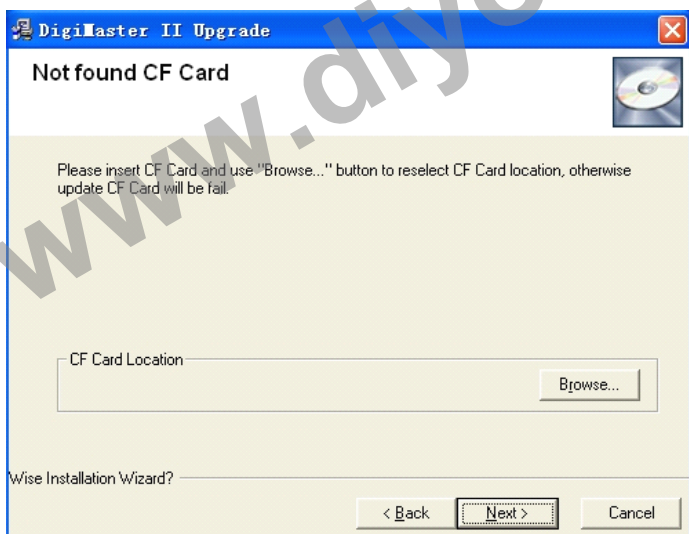 DigiMaster II Upgrade
Not found CF Card
Please insert CF Card and use "Browse..." button to reselect CF Card location, otherwise
update CF Card will be fail.
CF Card Location
Browse...
Wise Installation Wizard?
< Back Next > Cancel
www.diyo